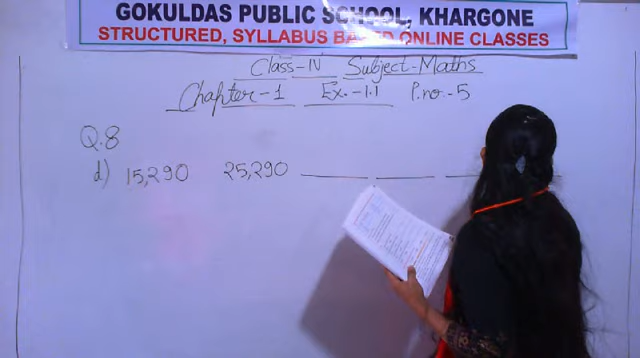 GOKULDAS PUBLIC SCHOOL, KHARGONE
STRUCTURED, SYLLABUS BASED ONLINE CLASSES
Class-IV Subject-Maths
Chapter-1 Ex.-1.1 P.no.-5
Q.8
d) 15,290 25,290